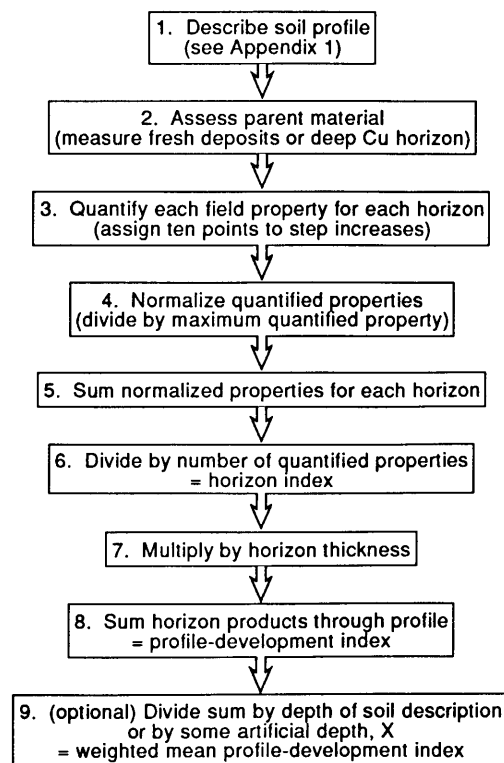 1. Describe soil profile
(see Appendix 1)
2. Assess parent material
(measure fresh deposits or deep Cu horizon)
3. Quantify each field property for each horizon
(assign ten points to step increases)
4. Normalize quantified properties
(divide by maximum quantified property)
5. Sum normalized properties for each horizon
6. Divide by number of quantified properties
= horizon index
7. Multiply by horizon thickness
8. Sum horizon products through profile
= profile-development index
9. (optional) Divide sum by depth of soil description
or by some artificial depth, X
= weighted mean profile-development index